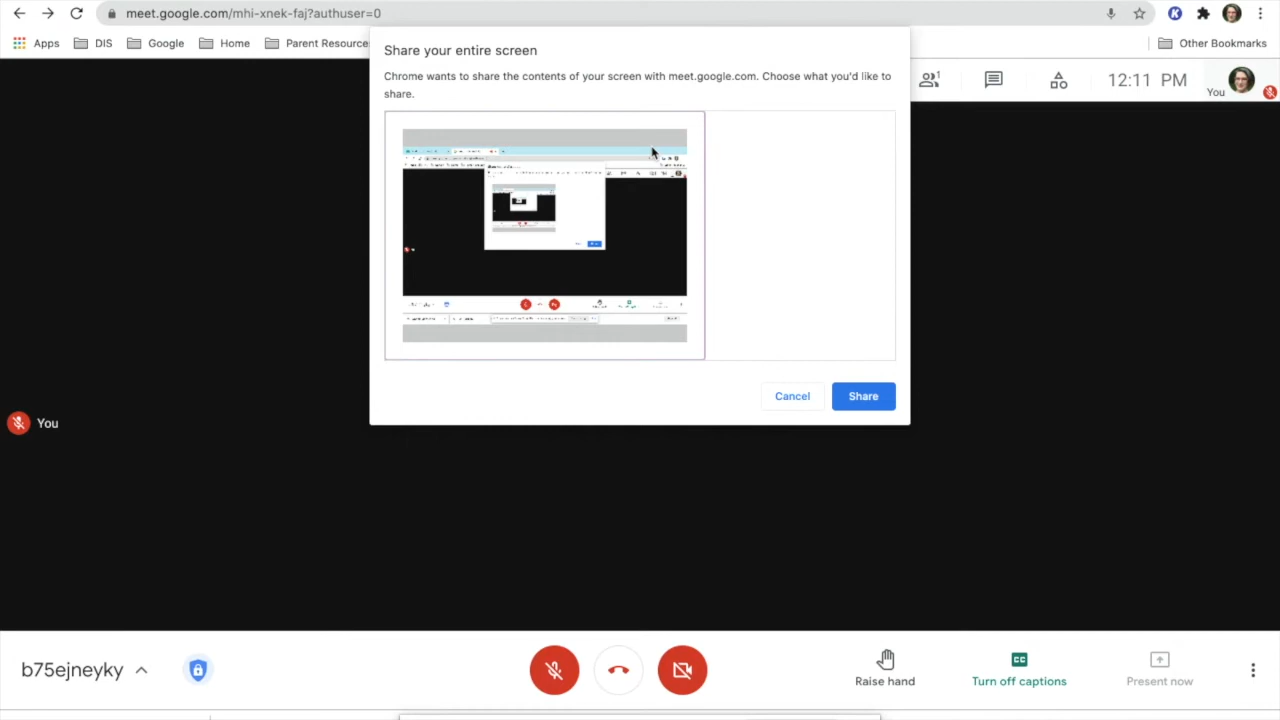 meet.google.com/mhi-xnek-faj?authuser=0
Apps DIS Google Home Parent Resource Other Bookmarks
Share your entire screen
Chrome wants to share the contents of your screen with meet.google.com. Choose what you'd like to
share.
1
12:11 PM
You
Cancel Share
You
b75ejneyky
Raise hand
CC
Turn off captions
Present now